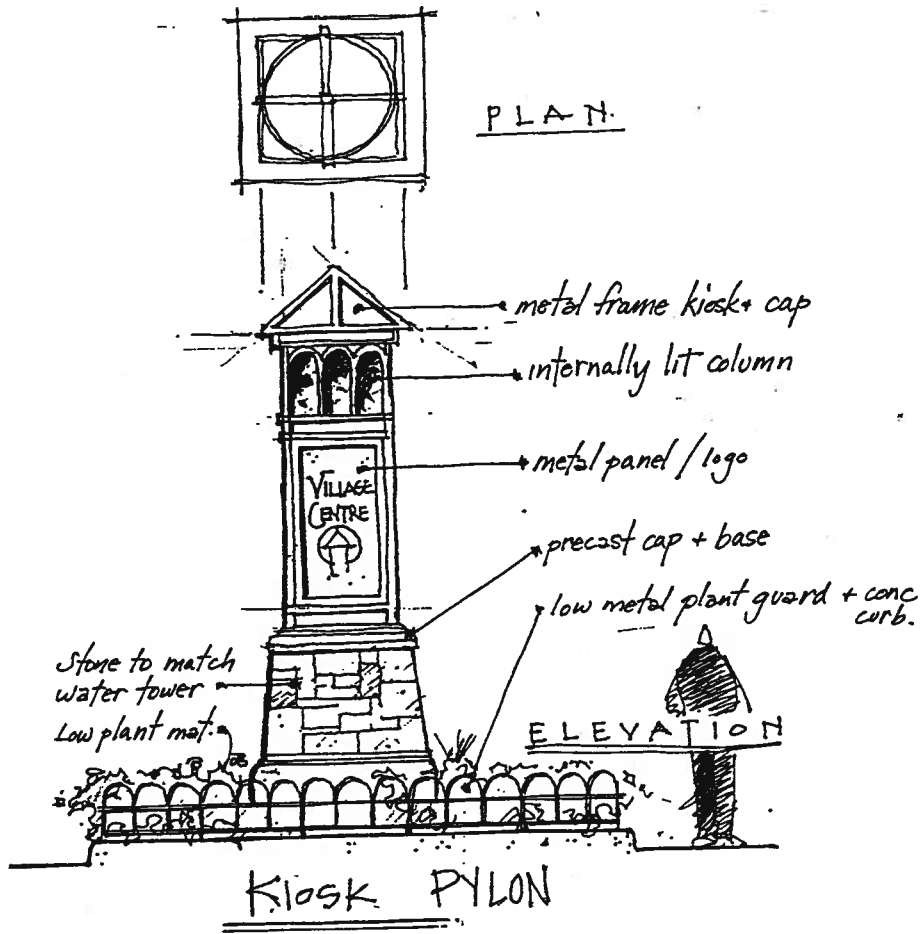 PLAN.
metal frame kiosk + cap
internally lit column
metal panel / logo
VILLAGE
CENTRE
precast cap + base
low metal plant guard + conc
curb.
Stone to match
water tower
Low plant mat.
ELEVATION
Kiosk PYLON